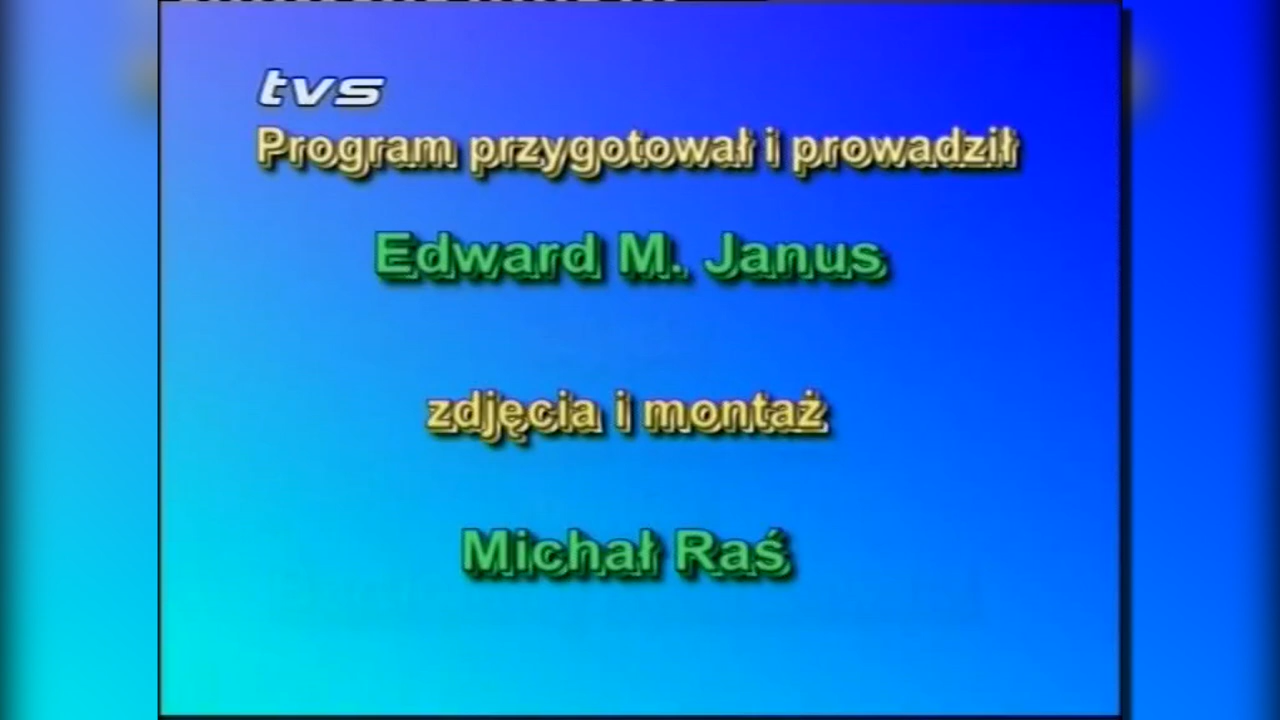 tvs
Program przygotował i prowadził
Edward M. Janus
zdjęcia i montaż
Michał Raś